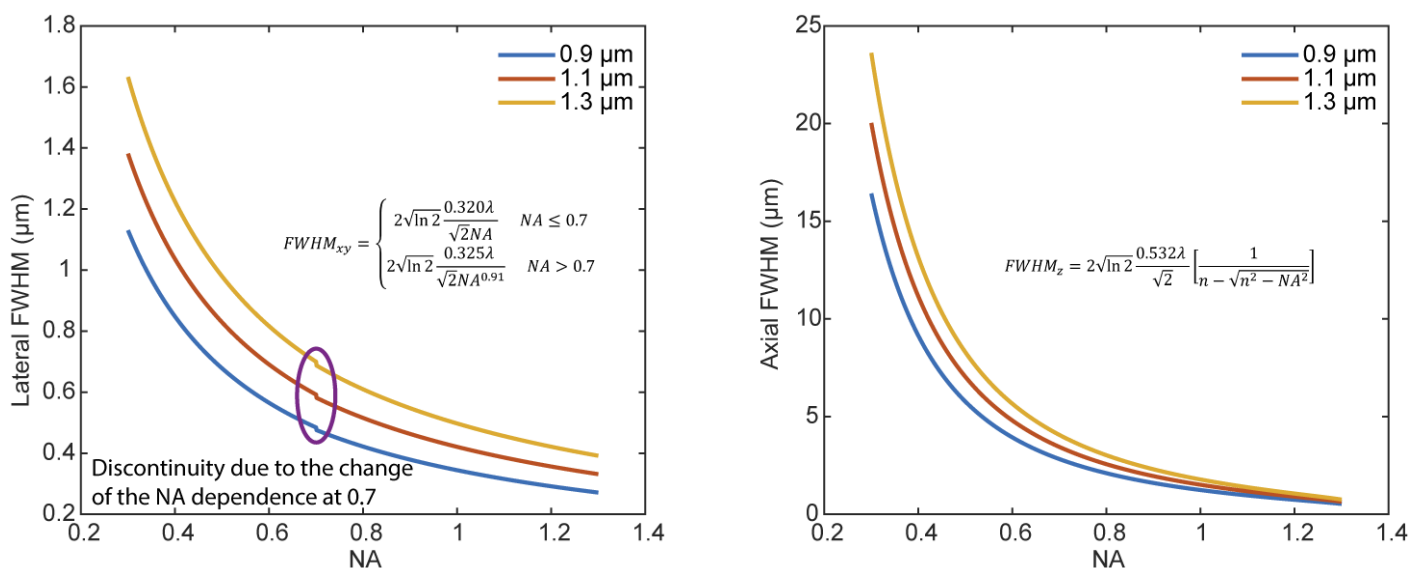 1.8
1.6
1.4
1.2
1
0.8
0.6
0.4
0.2
0.2
0.4
0.6
0.8
1
1.2
1.4
Lateral FWHM (µm)
NA
0.9 µm
1.1 µm
1.3 µm
FWHM_xy = { 2√(ln 2) 0.320λ/(√2NA) NA ≤ 0.7
2√(ln 2) 0.325λ/(√2NA^0.91) NA > 0.7
Discontinuity due to the change
of the NA dependence at 0.7
25
20
15
10
5
0
0.2
0.4
0.6
0.8
1
1.2
1.4
Axial FWHM (µm)
NA
0.9 µm
1.1 µm
1.3 µm
FWHM_z = 2√(ln 2) 0.532λ/√2 [1/(n − √(n² − NA²))]